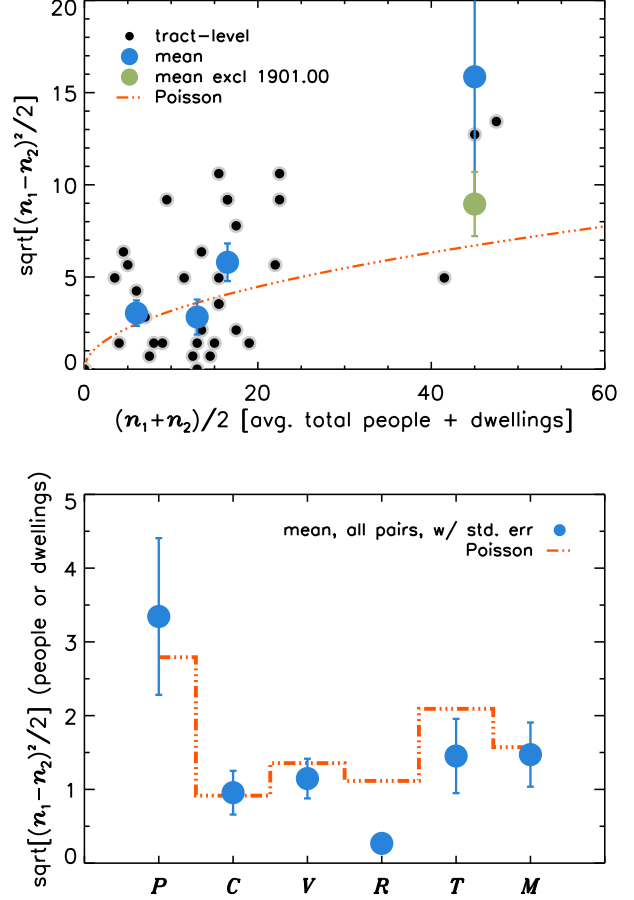 20
15
10
5
0
sqrt[(n₁−n₂)²/2]
tract−level
mean
mean excl 1901.00
Poisson
0 20 40 60
(n₁+n₂)/2 [avg. total people + dwellings]
5
4
3
2
1
0
sqrt[(n₁−n₂)²/2] (people or dwellings)
mean, all pairs, w/ std. err
Poisson
P C V R T M